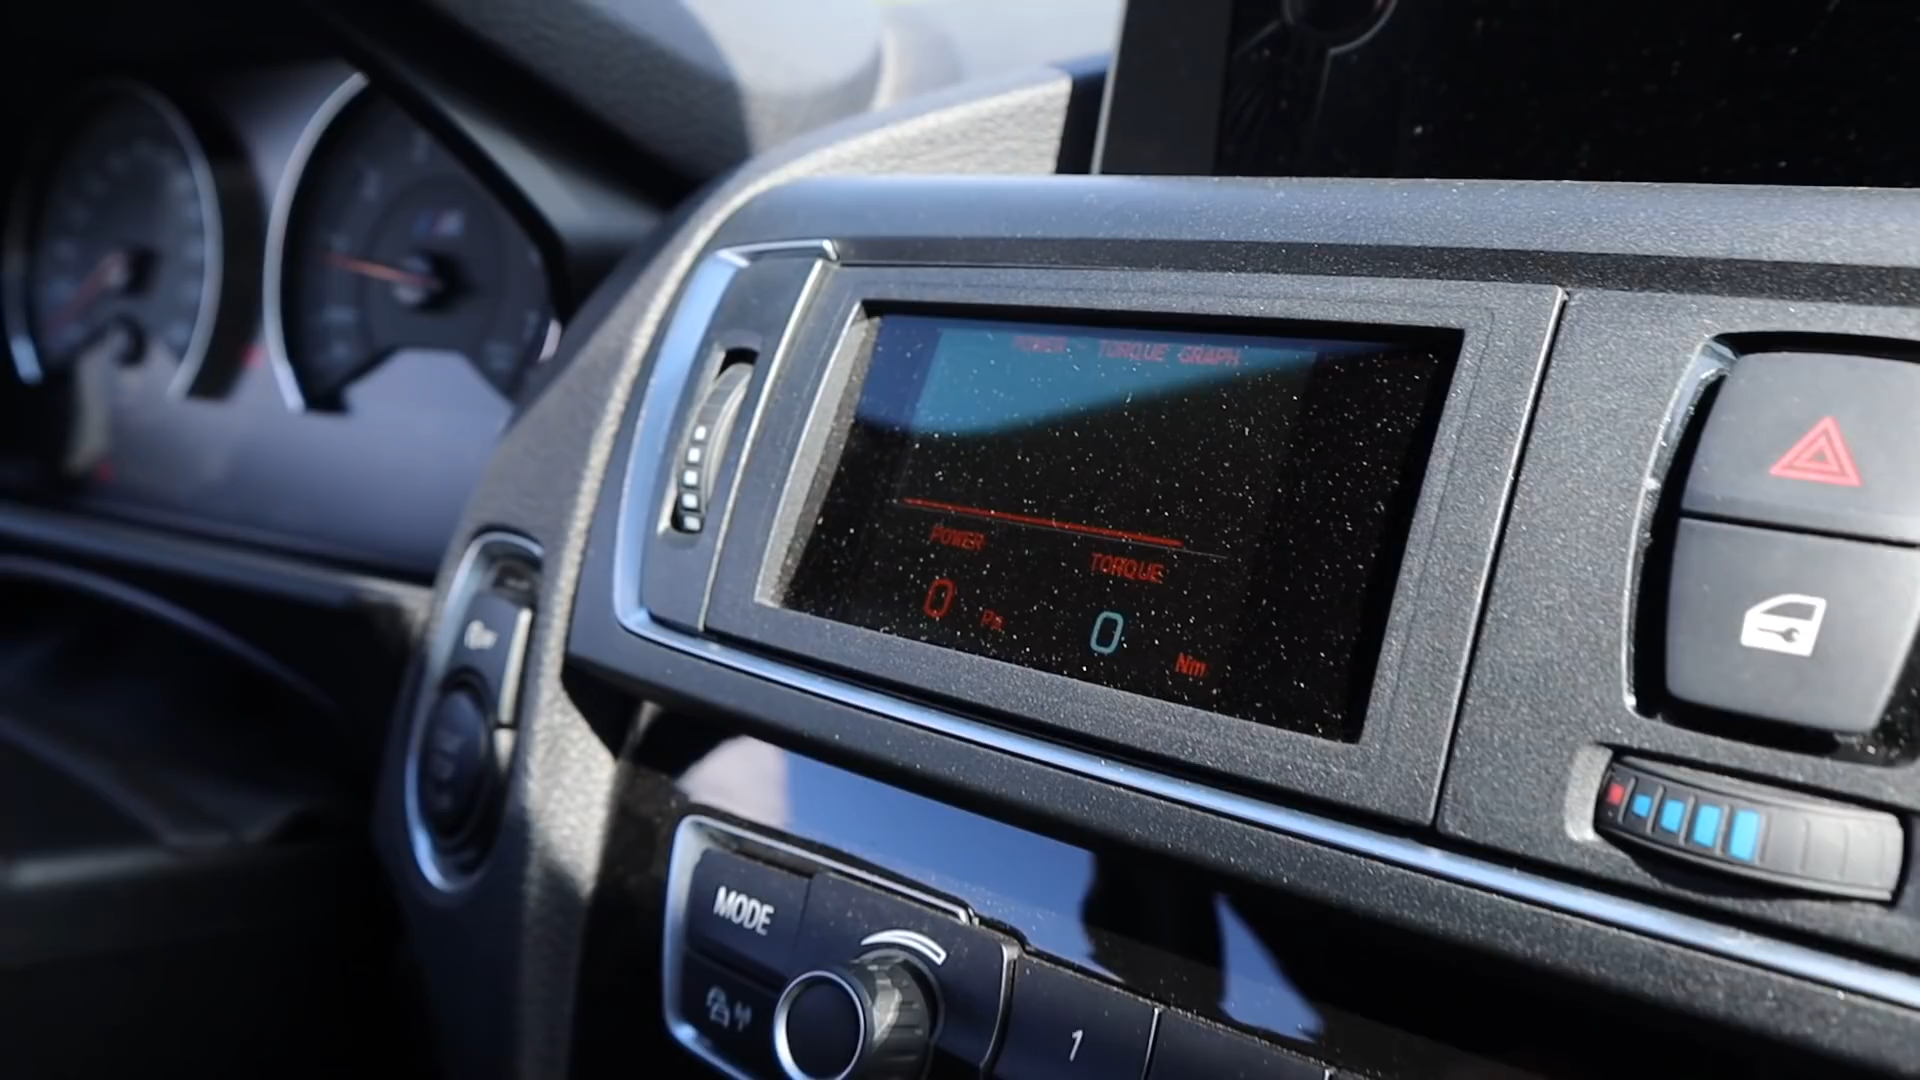 POWER - TORQUE GRAPH
POWER
TORQUE
0 Ps
0 Nm
MODE
1